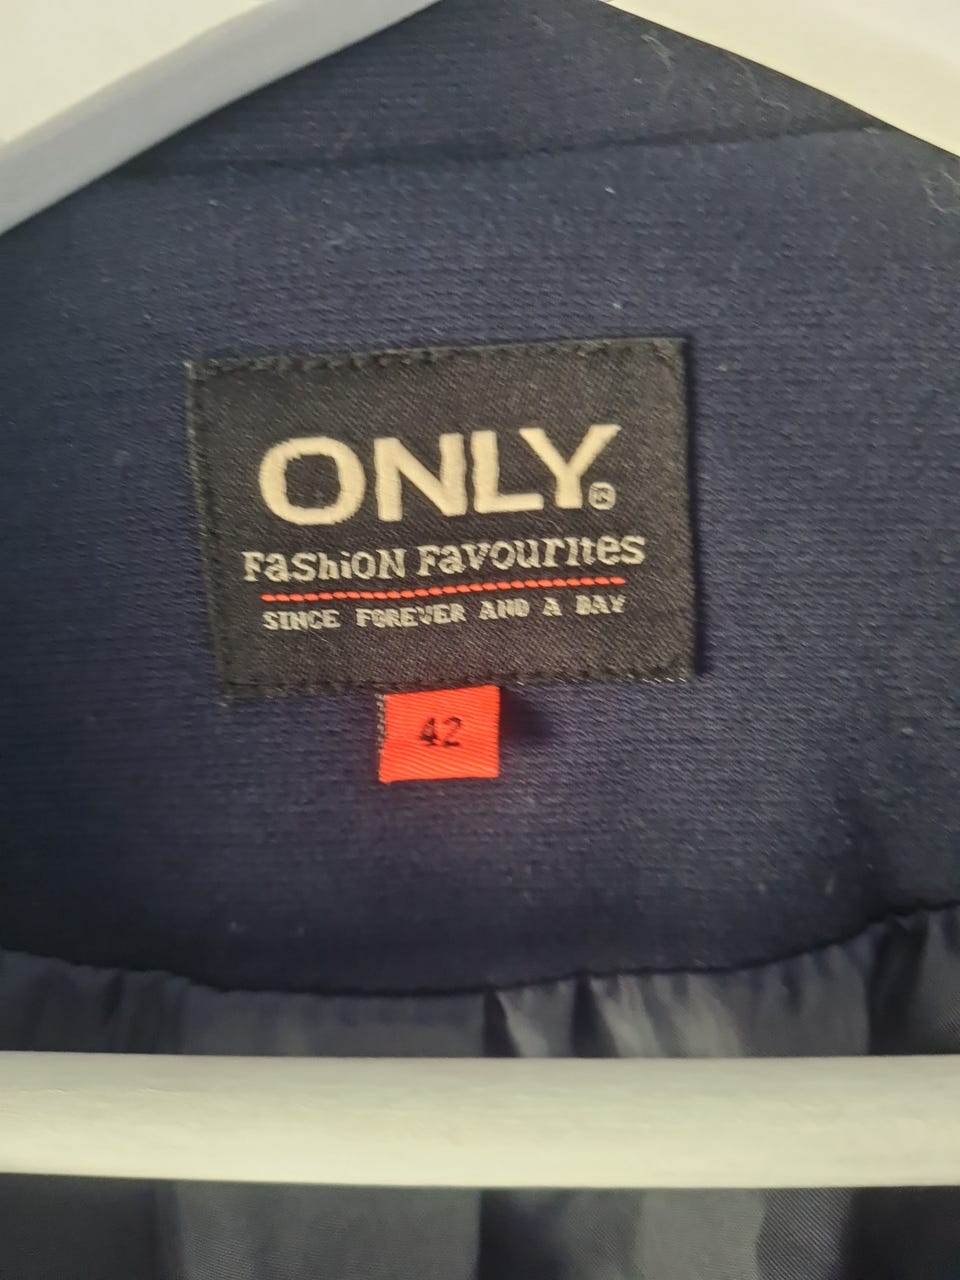 ONLY®
Fashion Favourites
SINCE FOREVER AND A DAY
42